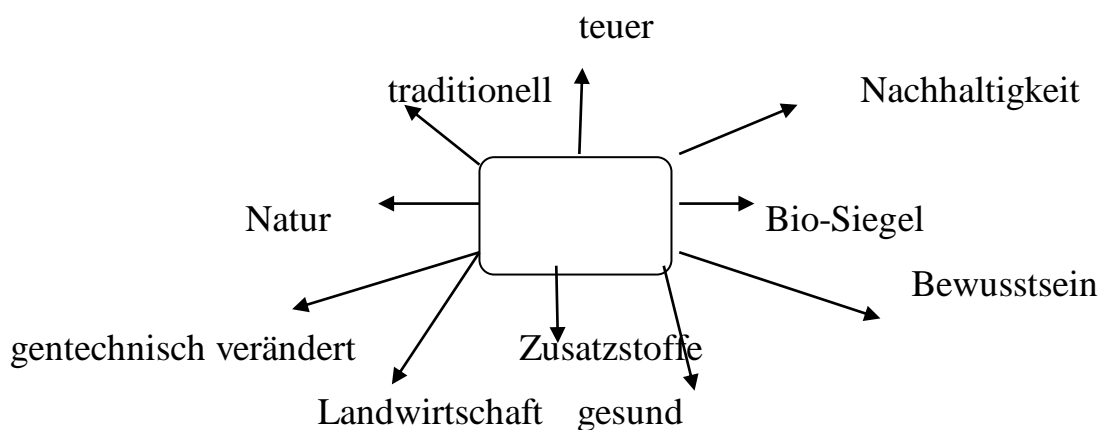 teuer
traditionell
Nachhaltigkeit
Natur
Bio-Siegel
Bewusstsein
gentechnisch verändert
Zusatzstoffe
Landwirtschaft
gesund